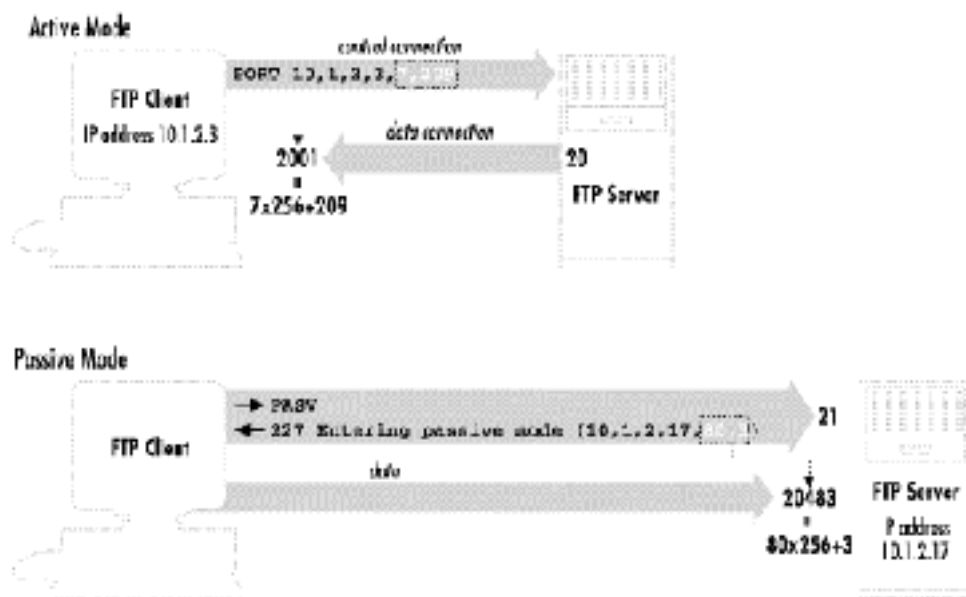 Active Mode
control connection
PORT 10,1,2,3,
FTP Client
IP address 10.1.2.3
data connection
2001
20
=
7x256+209
FTP Server
Passive Mode
PASV
227 Entering passive mode (10,1,2,17,
21
FTP Client
data
20483
=
80x256+3
FTP Server
IP address
10.1.2.17